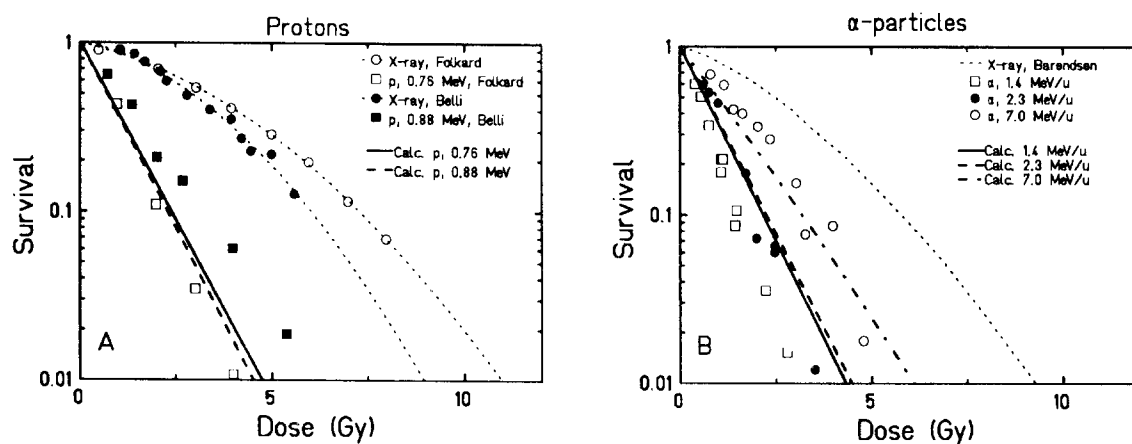 Protons
1
0.1
0.01
Survival
0
5
10
Dose (Gy)
A
X-ray, Folkard
p, 0.76 MeV, Folkard
X-ray, Belli
p, 0.88 MeV, Belli
Calc. p, 0.76 MeV
Calc. p, 0.88 MeV
α-particles
1
0.1
0.01
Survival
0
5
10
Dose (Gy)
B
X-ray, Barendsen
α, 1.4 MeV/u
α, 2.3 MeV/u
α, 7.0 MeV/u
Calc. 1.4 MeV/u
Calc. 2.3 MeV/u
Calc. 7.0 MeV/u